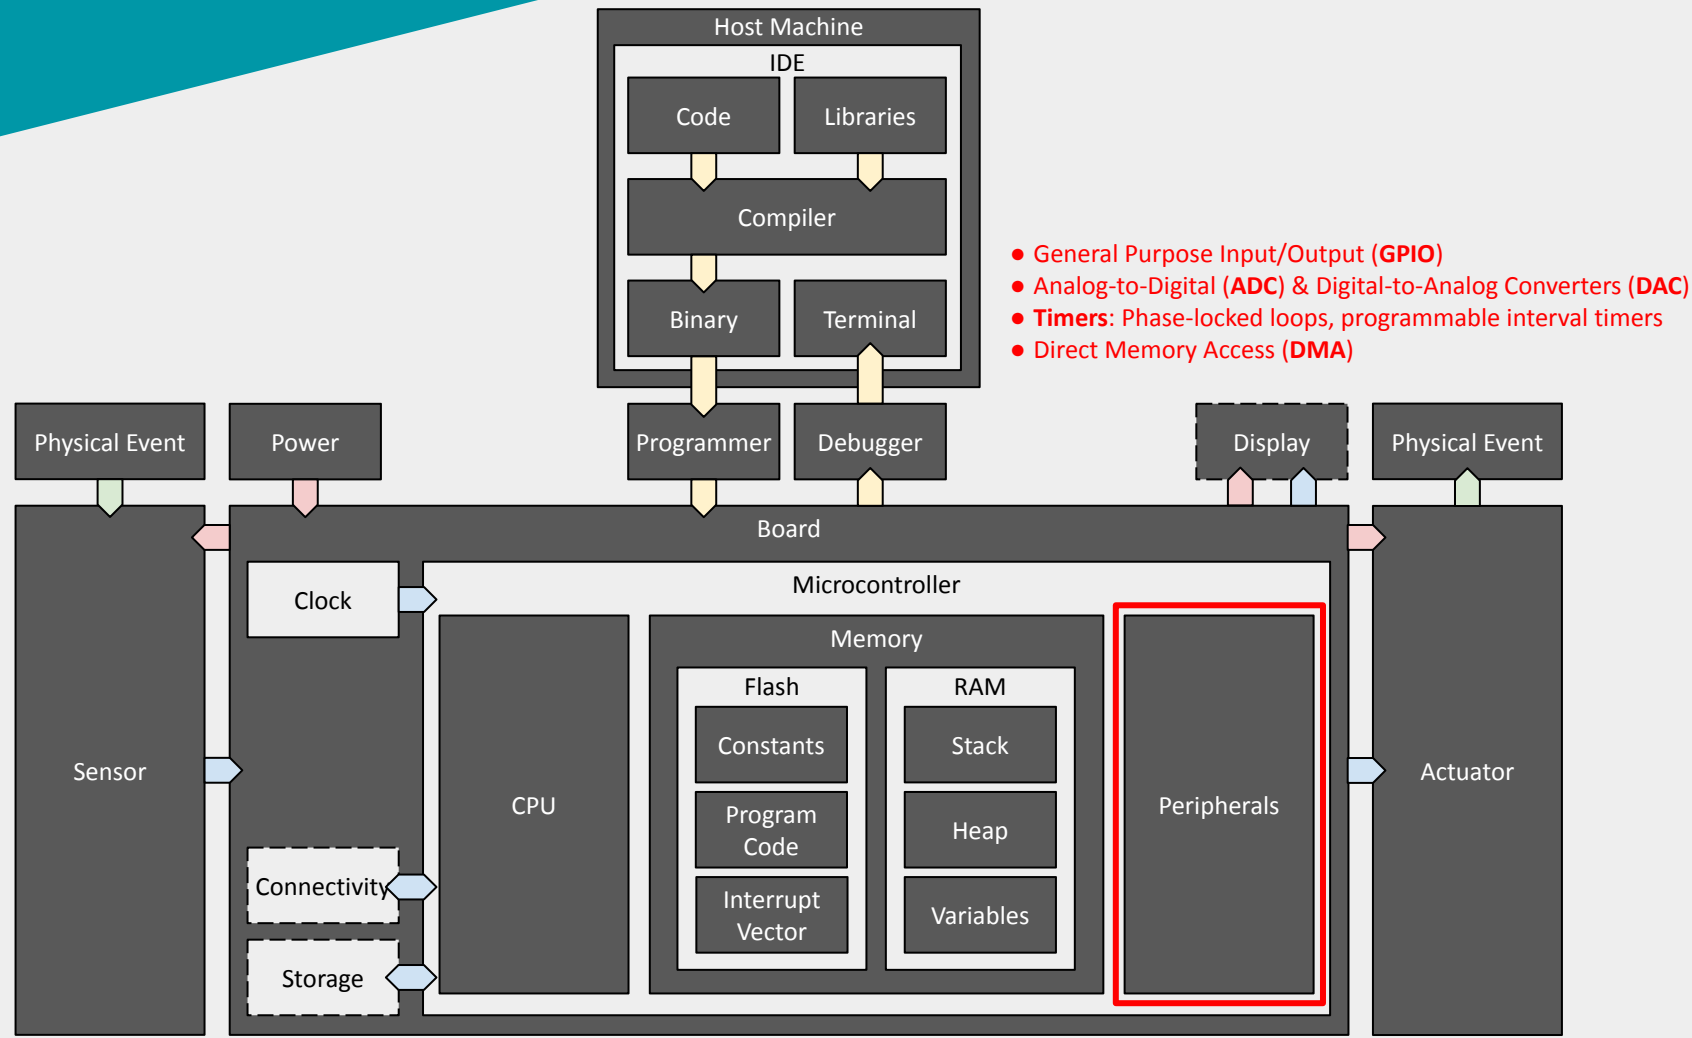 Host Machine
IDE
Code
Libraries
Compiler
Binary
Terminal
● General Purpose Input/Output (GPIO)
● Analog-to-Digital (ADC) & Digital-to-Analog Converters (DAC)
● Timers: Phase-locked loops, programmable interval timers
● Direct Memory Access (DMA)
Physical Event
Power
Programmer
Debugger
Display
Physical Event
Board
Clock
Microcontroller
Memory
Flash
RAM
Constants
Stack
Sensor
CPU
Program
Code
Heap
Peripherals
Actuator
Connectivity
Interrupt
Vector
Variables
Storage